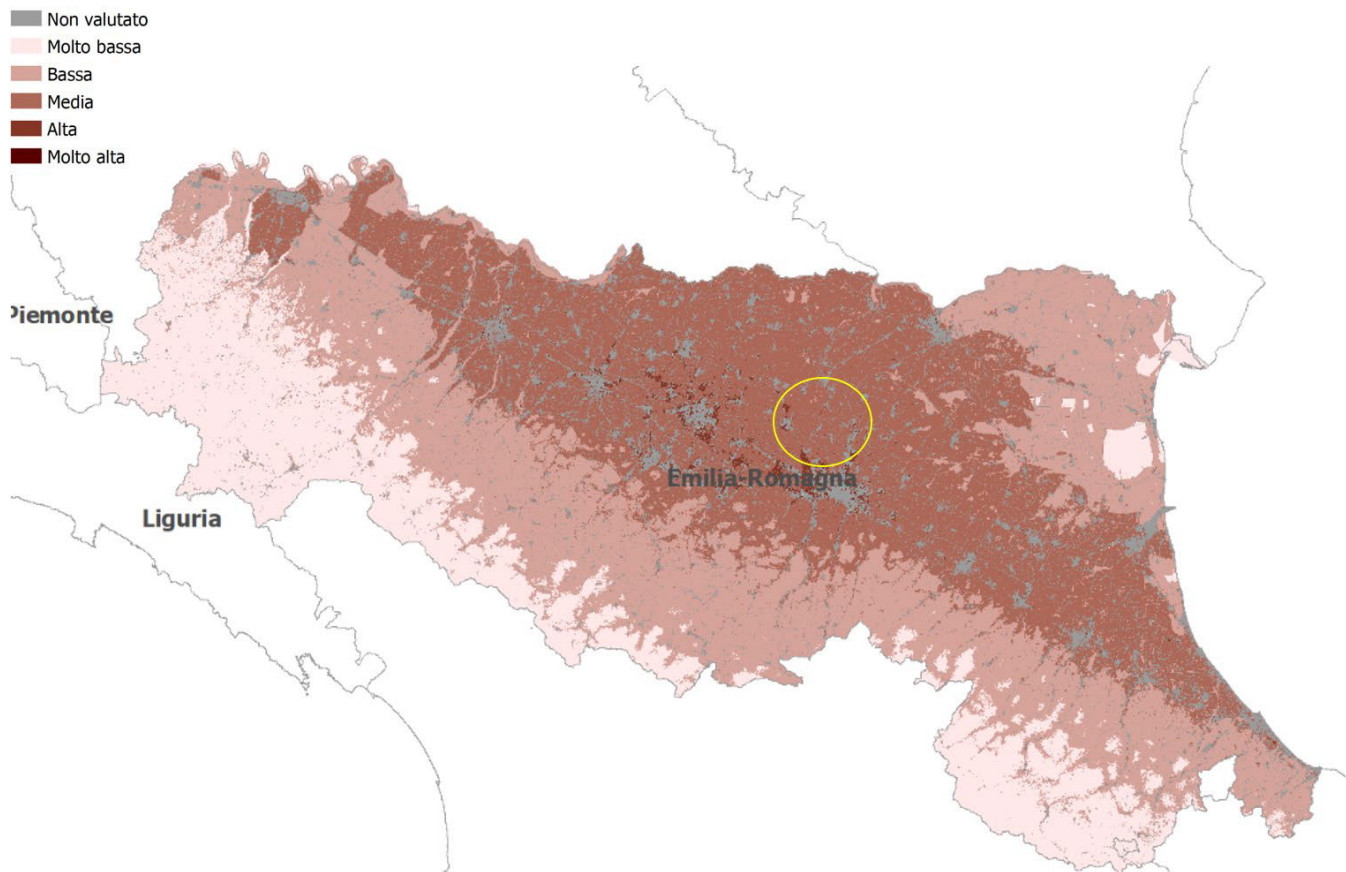 Non valutato
Molto bassa
Bassa
Media
Alta
Molto alta
Piemonte
Emilia-Romagna
Liguria